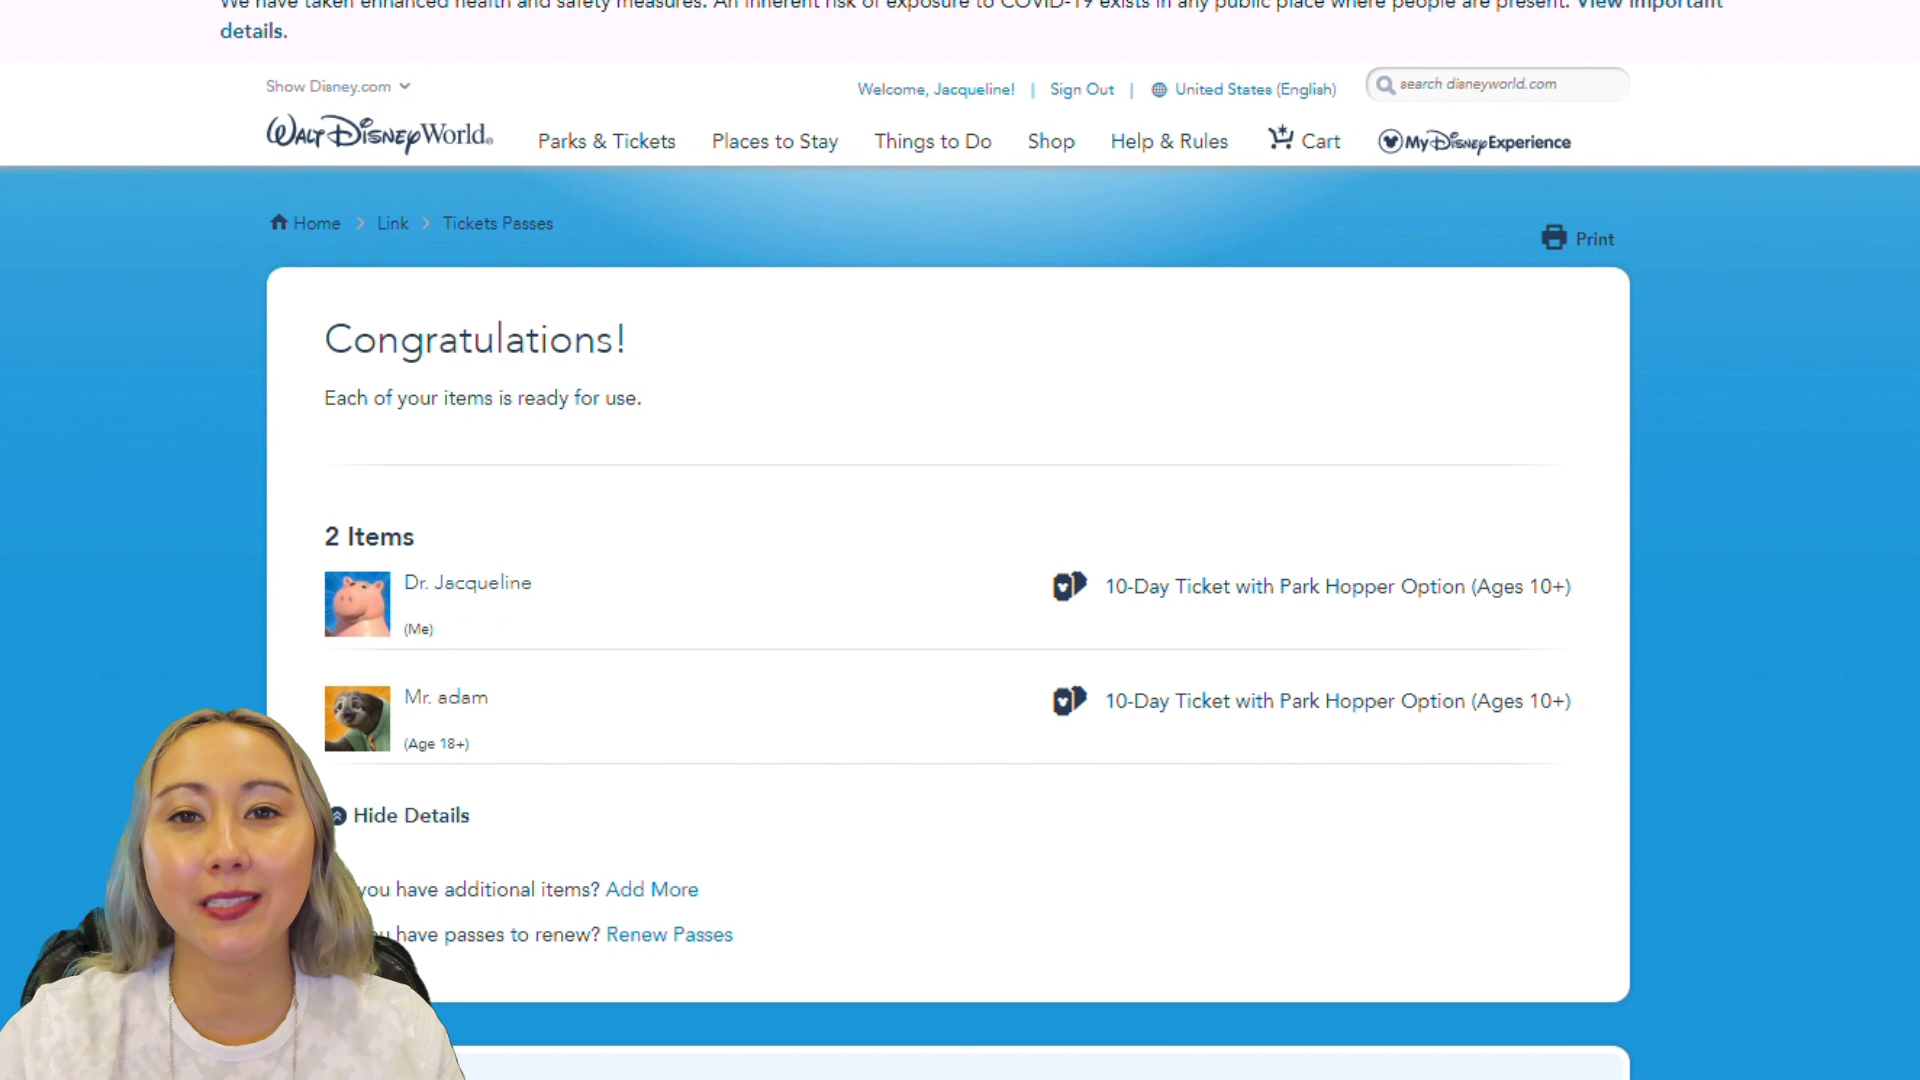 We have taken enhanced health and safety measures. An inherent risk of exposure to COVID-19 exists in any public place where people are present. View important
details.
Show Disney.com
Welcome, Jacqueline! | Sign Out | United States (English)
search disneyworld.com
Walt Disney World.
Parks & Tickets
Places to Stay
Things to Do
Shop
Help & Rules
Cart
My Disney Experience
Home > Link > Tickets Passes
Print
Congratulations!
Each of your items is ready for use.
2 Items
Dr. Jacqueline
(Me)
10-Day Ticket with Park Hopper Option (Ages 10+)
Mr. adam
(Age 18+)
10-Day Ticket with Park Hopper Option (Ages 10+)
Hide Details
you have additional items? Add More
have passes to renew? Renew Passes